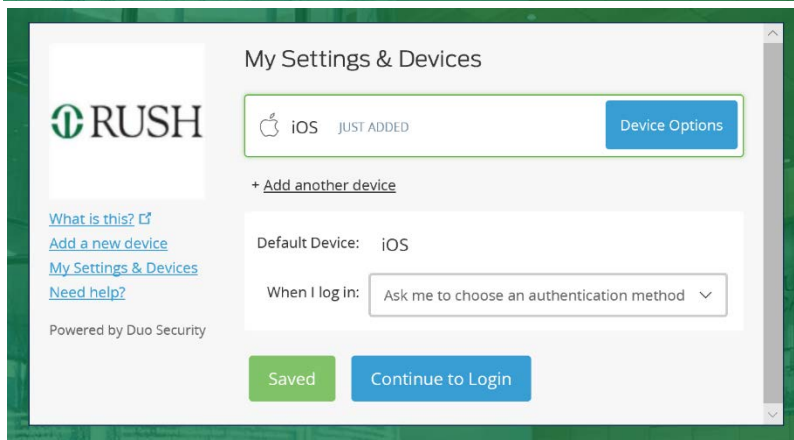 My Settings & Devices
RUSH
iOS JUST ADDED
Device Options
+ Add another device
What is this?
Add a new device
My Settings & Devices
Need help?
Powered by Duo Security
Default Device: iOS
When I log in: Ask me to choose an authentication method
Saved
Continue to Login